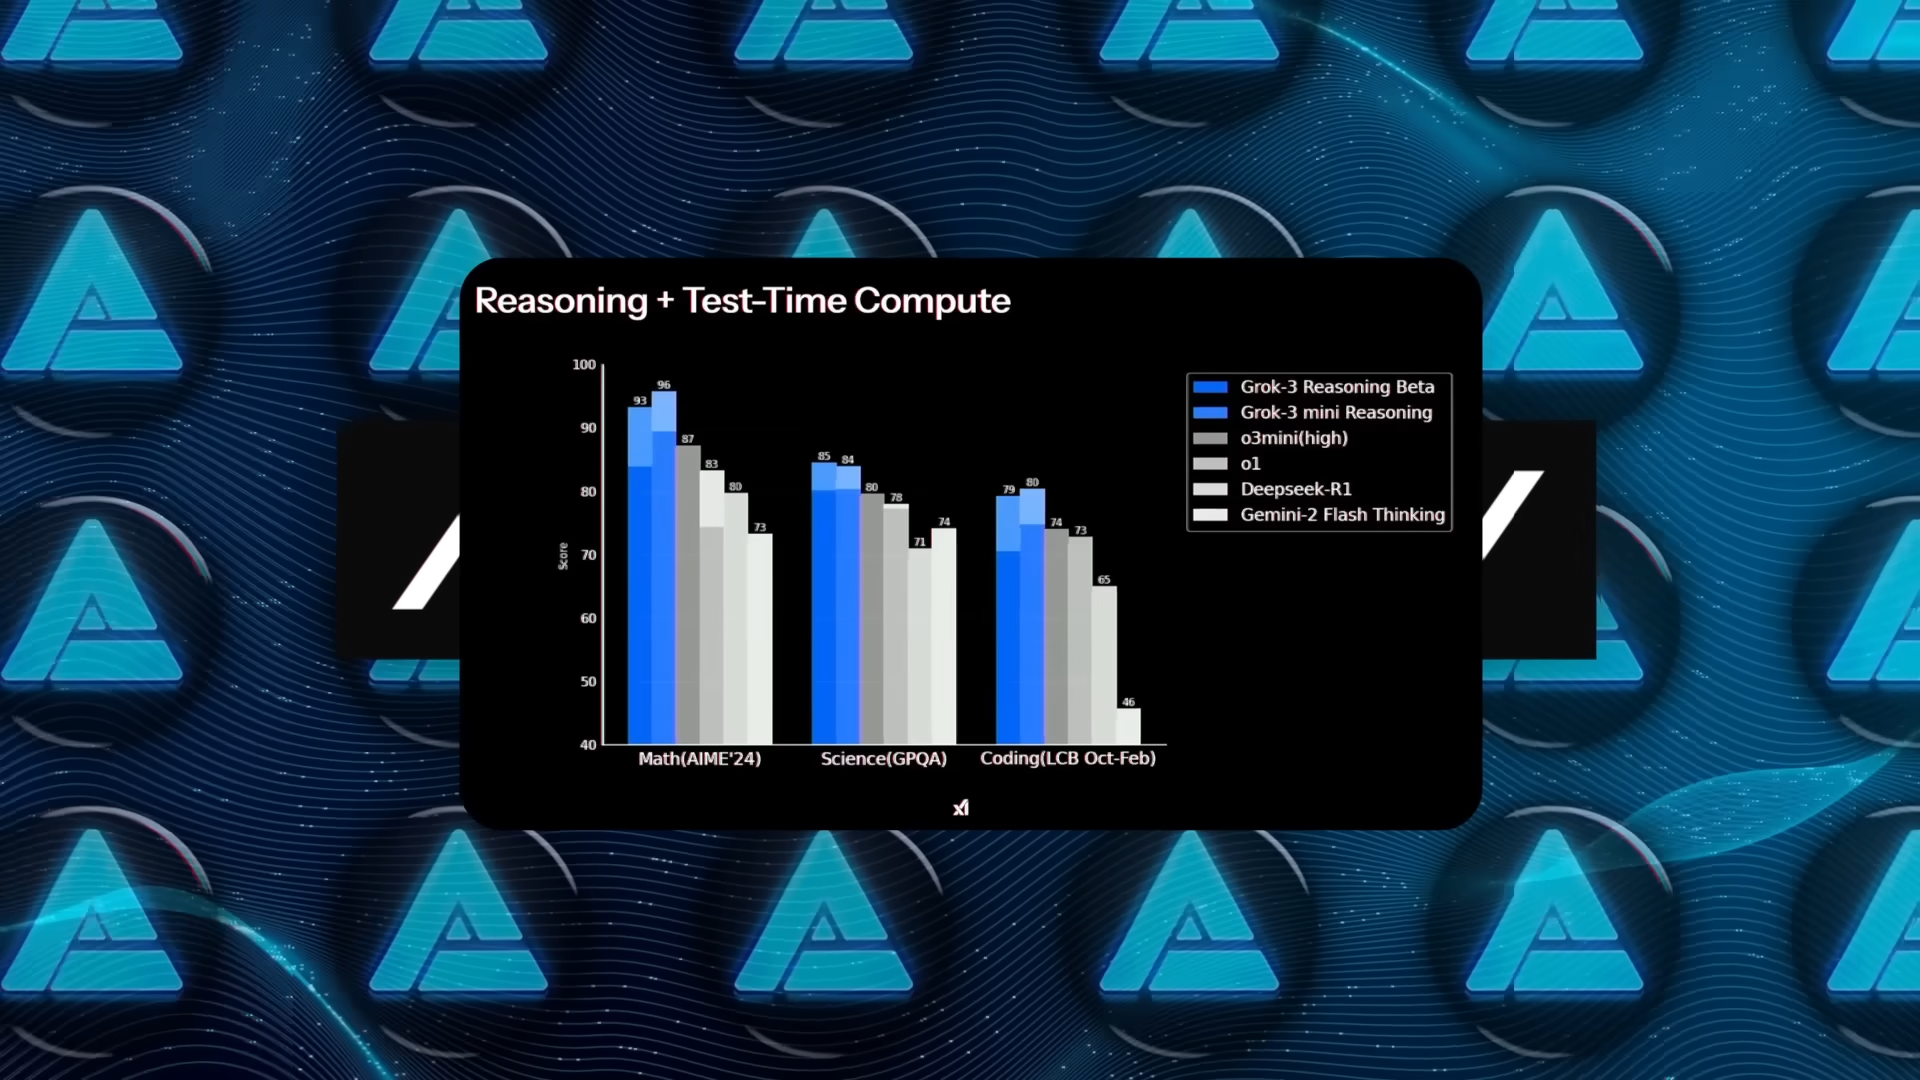 Reasoning + Test-Time Compute
100
90
80
70
60
50
40
Score
93
96
87
83
80
73
85
84
80
78
71
74
79
80
74
73
65
46
Math(AIME'24)
Science(GPQA)
Coding(LCB Oct-Feb)
Grok-3 Reasoning Beta
Grok-3 mini Reasoning
o3mini(high)
o1
Deepseek-R1
Gemini-2 Flash Thinking
xI